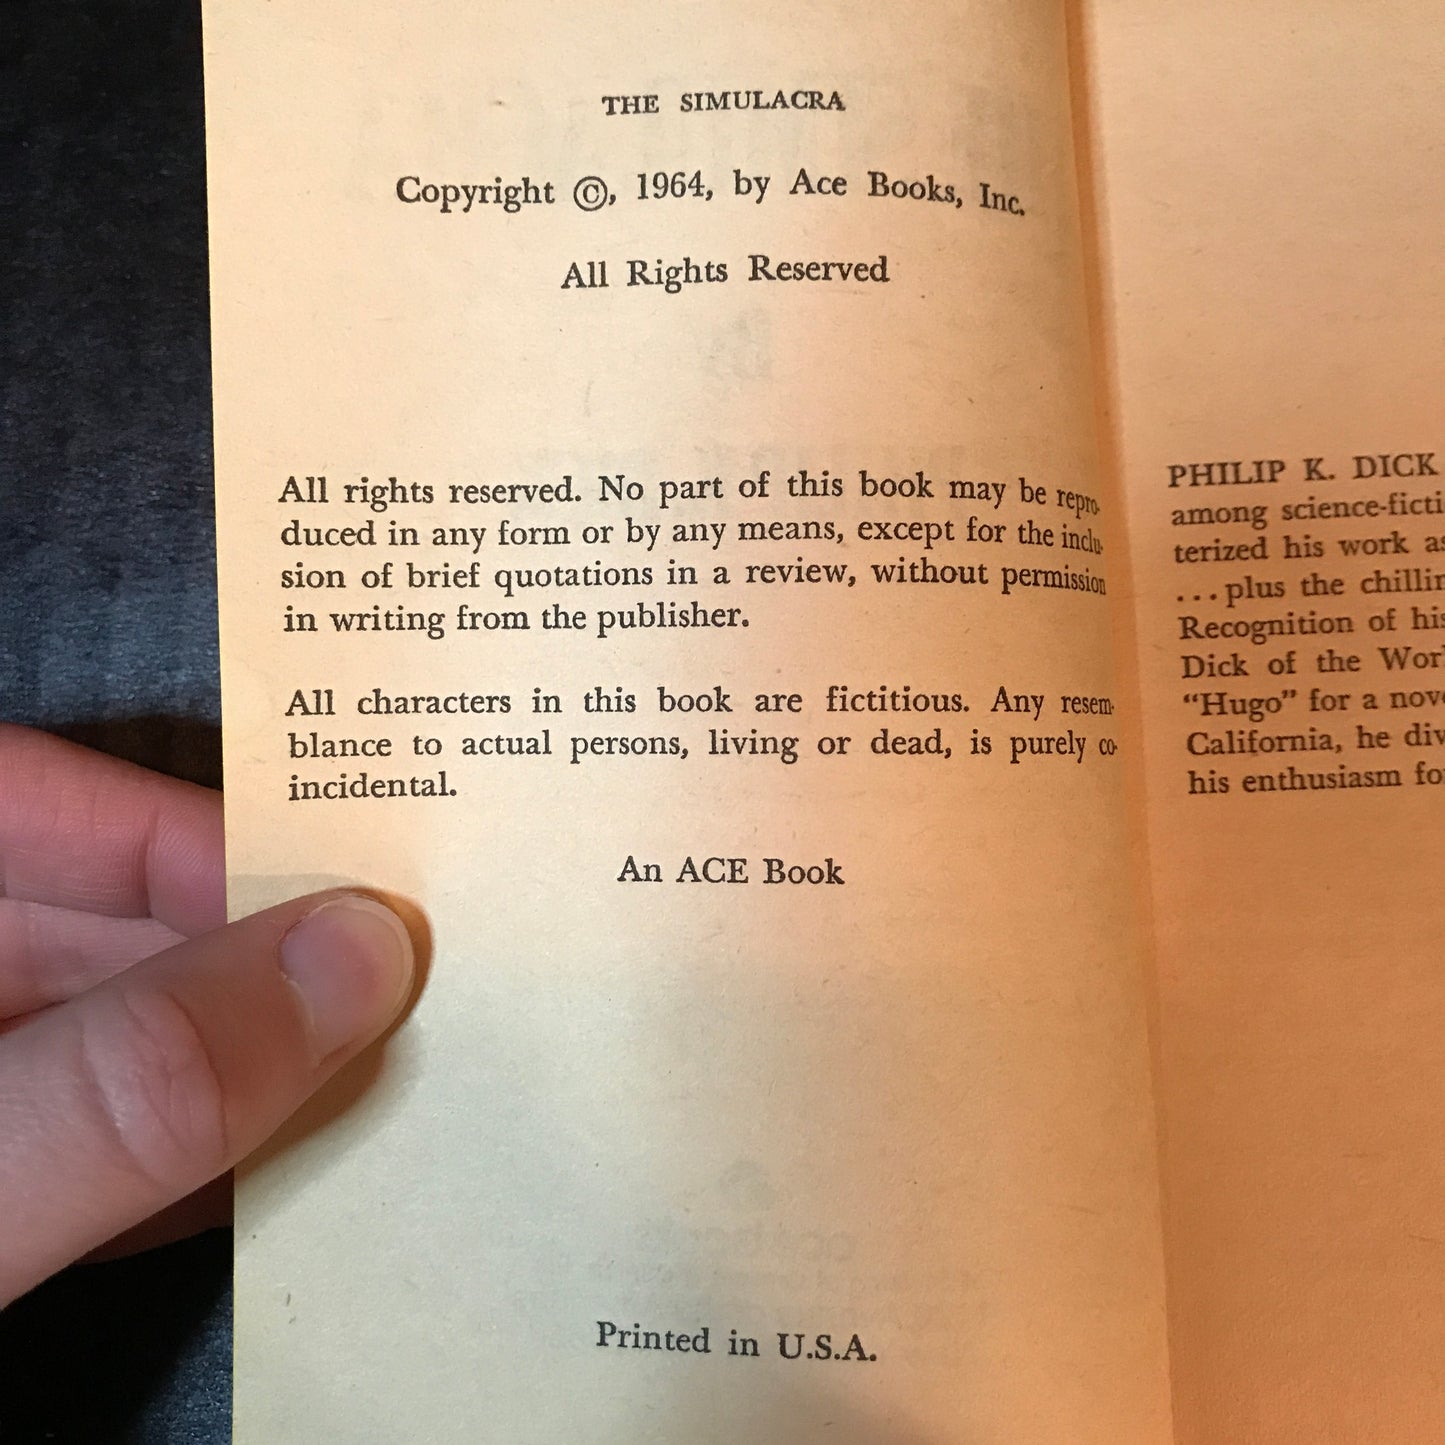 THE SIMULACRA
Copyright ©, 1964, by Ace Books, Inc.
All Rights Reserved
All rights reserved. No part of this book may be repro-
duced in any form or by any means, except for the inclu-
sion of brief quotations in a review, without permission
in writing from the publisher.
All characters in this book are fictitious. Any resem-
blance to actual persons, living or dead, is purely co-
incidental.
An ACE Book
Printed in U.S.A.
PHILIP K. DICK
among science-ficti
terized his work as
...plus the chillin
Recognition of his
Dick of the Worl
"Hugo" for a nove
California, he div
his enthusiasm for